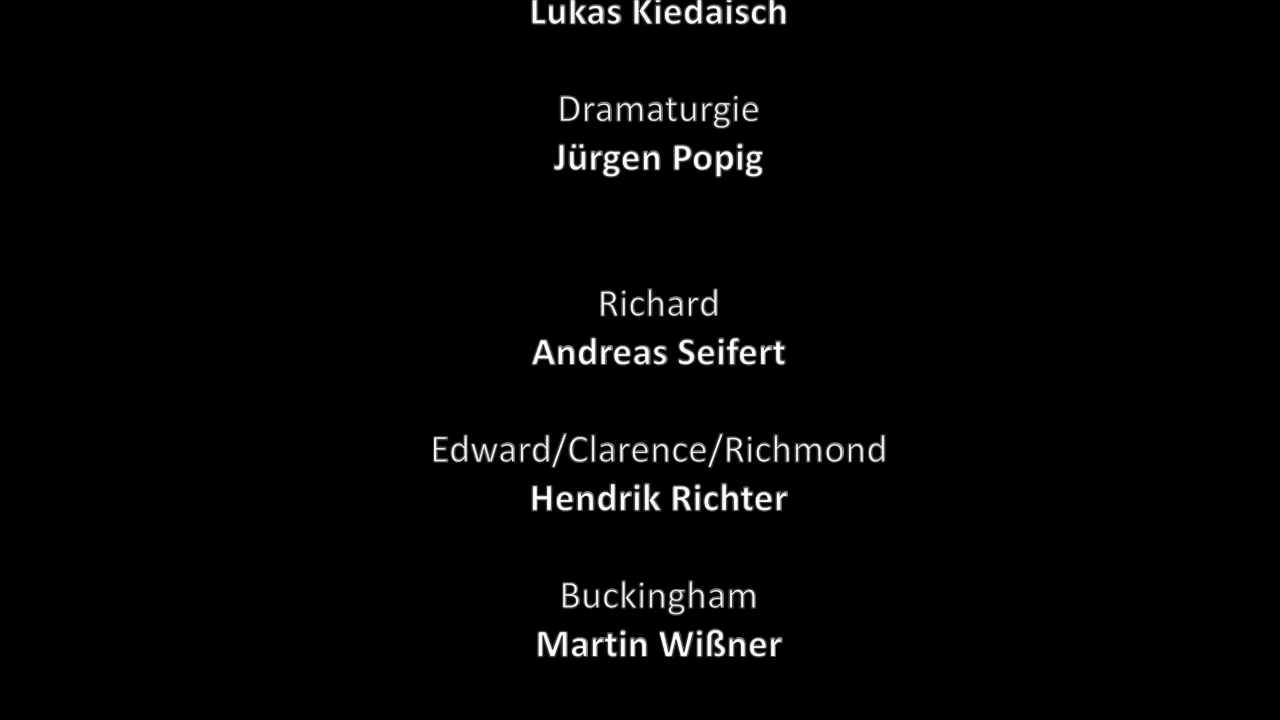 Lukas Kiedaisch
Dramaturgie
Jürgen Popig
Richard
Andreas Seifert
Edward/Clarence/Richmond
Hendrik Richter
Buckingham
Martin Wißner